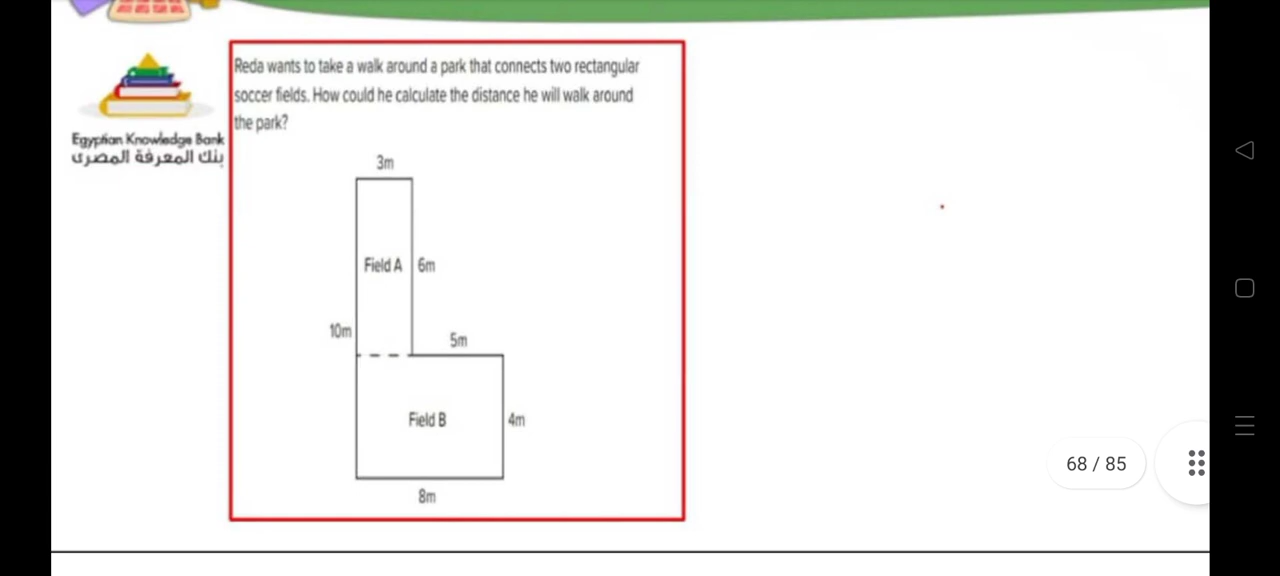 Egyptian Knowledge Bank
بنك المعرفة المصري
Reda wants to take a walk around a park that connects two rectangular
soccer fields. How could he calculate the distance he will walk around
the park?
3m
Field A
6m
10m
5m
Field B
4m
8m
68 / 85